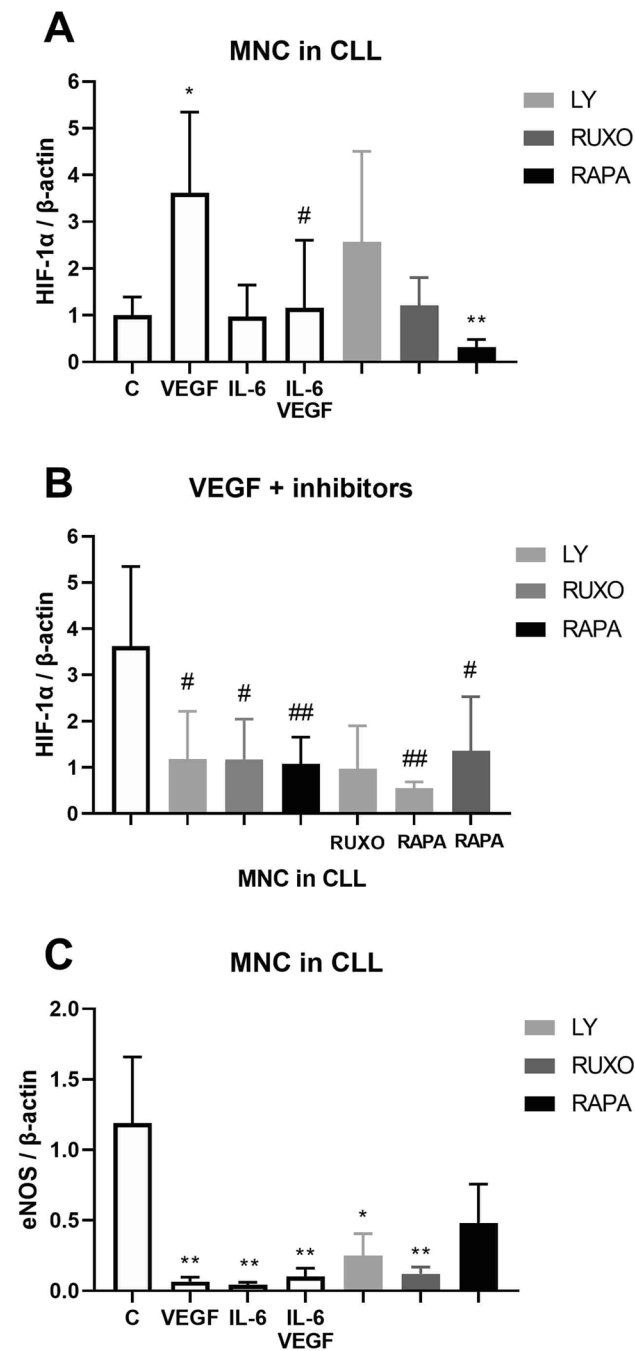 A
MNC in CLL
HIF-1α / β-actin
6
5
4
3
2
1
0
*
#
**
C
VEGF
IL-6
IL-6
VEGF
LY
RUXO
RAPA
B
VEGF + inhibitors
HIF-1α / β-actin
6
5
4
3
2
1
0
#
#
##
##
#
RUXO
RAPA
RAPA
MNC in CLL
LY
RUXO
RAPA
C
MNC in CLL
eNOS / β-actin
2.0
1.5
1.0
0.5
0.0
**
**
**
*
**
C
VEGF
IL-6
IL-6
VEGF
LY
RUXO
RAPA